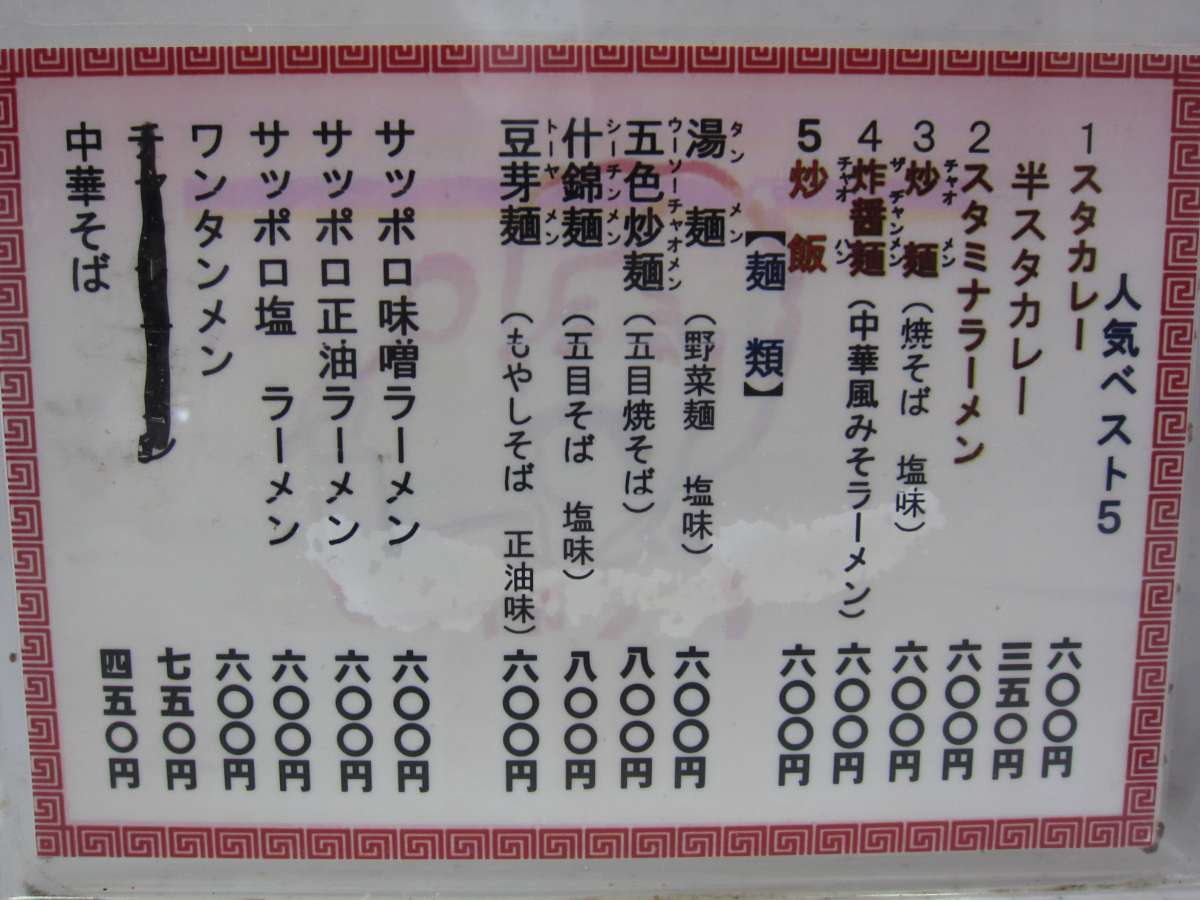 人気ベスト5
1スタカレー 六〇〇円
半スタカレー 三五〇円
2スタミナラーメン 六〇〇円
チャオ メン
3炒麺(焼そば 塩味) 六〇〇円
ザ チャンメン
4炸醤麺(中華風みそラーメン) 六〇〇円
チャオ ハン
5炒飯 六〇〇円
【麺類】
タン メン
湯麺(野菜麺 塩味) 六〇〇円
ウーソーチャオメン
五色炒麺(五目焼そば) 八〇〇円
シーチンメン
什錦麺(五目そば 塩味) 八〇〇円
トーヤ メン
豆芽麺(もやしそば 正油味) 六〇〇円
サッポロ味噌ラーメン 六〇〇円
サッポロ正油ラーメン 六〇〇円
サッポロ塩 ラーメン 六〇〇円
ワンタンメン 六〇〇円
七五〇円
中華そば 四五〇円